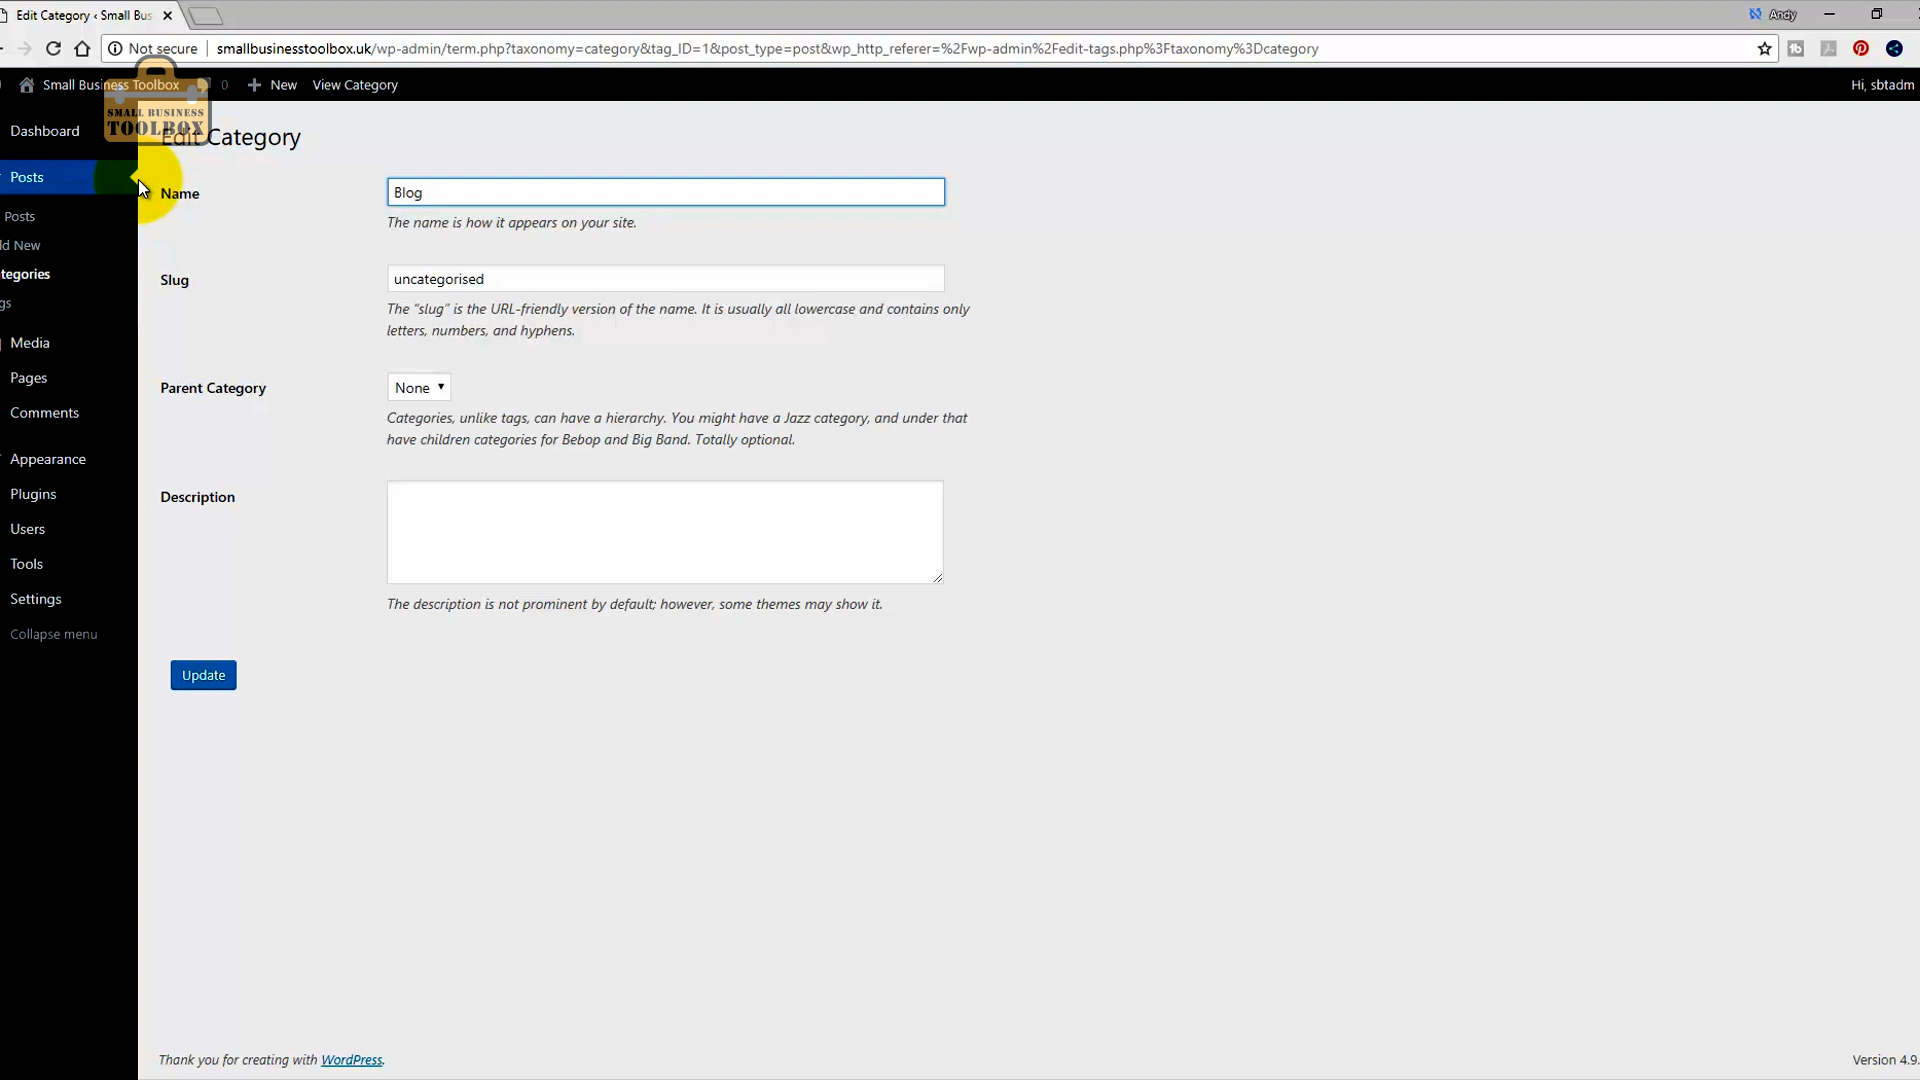 Edit Category ‹ Small Bus
Andy
Not secure
smallbusinesstoolbox.uk/wp-admin/term.php?taxonomy=category&tag_ID=1&post_type=post&wp_http_referer=%2Fwp-admin%2Fedit-tags.php%3Ftaxonomy%3Dcategory
Small Business Toolbox 0 New View Category Hi, sbtadm
SMALL BUSINESS
TOOLBOX
Dashboard
Posts
Posts
ld New
tegories
gs
Media
Pages
Comments
Appearance
Plugins
Users
Tools
Settings
Collapse menu
Edit Category
Name Blog
The name is how it appears on your site.
Slug uncategorised
The “slug” is the URL-friendly version of the name. It is usually all lowercase and contains only
letters, numbers, and hyphens.
Parent Category None
Categories, unlike tags, can have a hierarchy. You might have a Jazz category, and under that
have children categories for Bebop and Big Band. Totally optional.
Description
The description is not prominent by default; however, some themes may show it.
Update
Thank you for creating with WordPress.
Version 4.9.